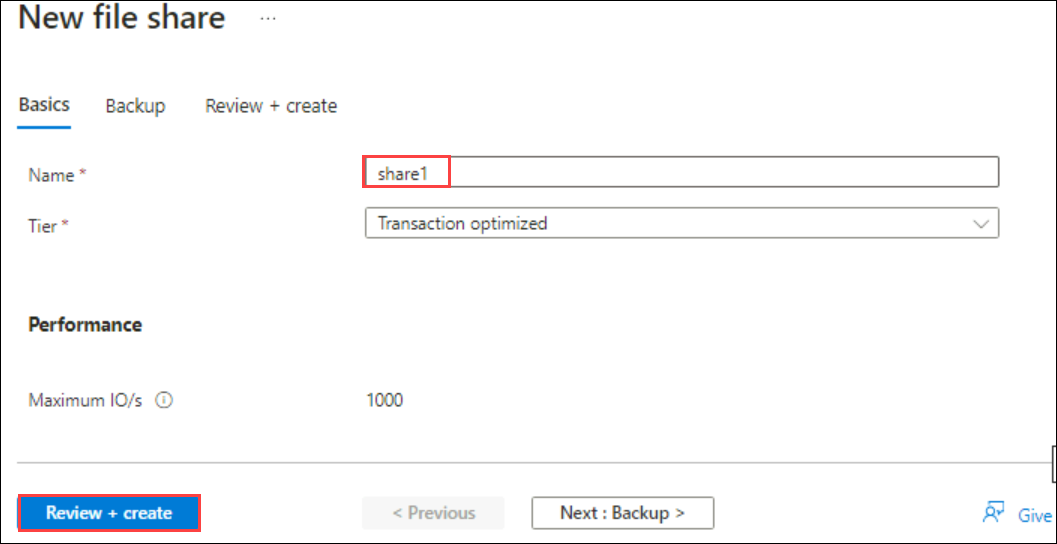 New file share ...
Basics Backup Review + create
Name * share1
Tier * Transaction optimized
Performance
Maximum IO/s 1000
Review + create < Previous Next : Backup > Give